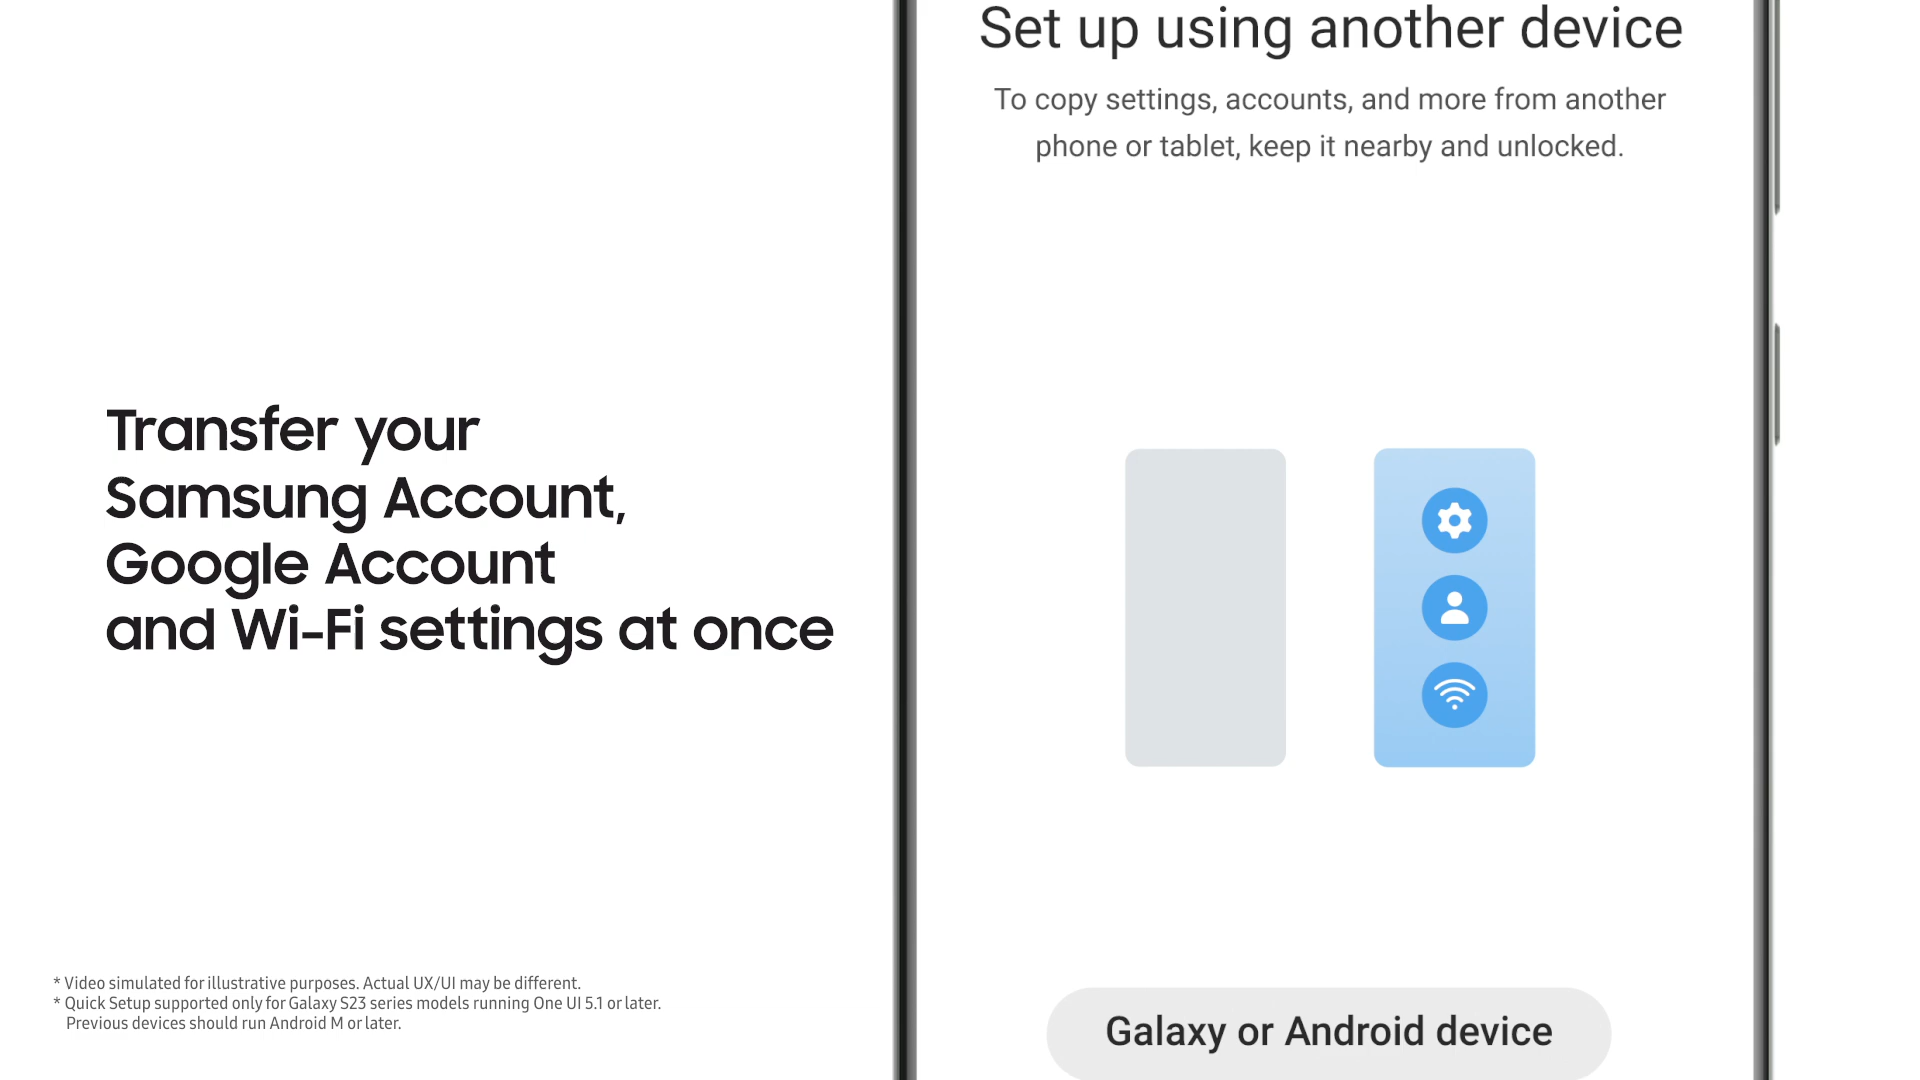 Transfer your
Samsung Account,
Google Account
and Wi-Fi settings at once
* Video simulated for illustrative purposes. Actual UX/UI may be different.
* Quick Setup supported only for Galaxy S23 series models running One UI 5.1 or later.
Previous devices should run Android M or later.
Set up using another device
To copy settings, accounts, and more from another
phone or tablet, keep it nearby and unlocked.
Galaxy or Android device